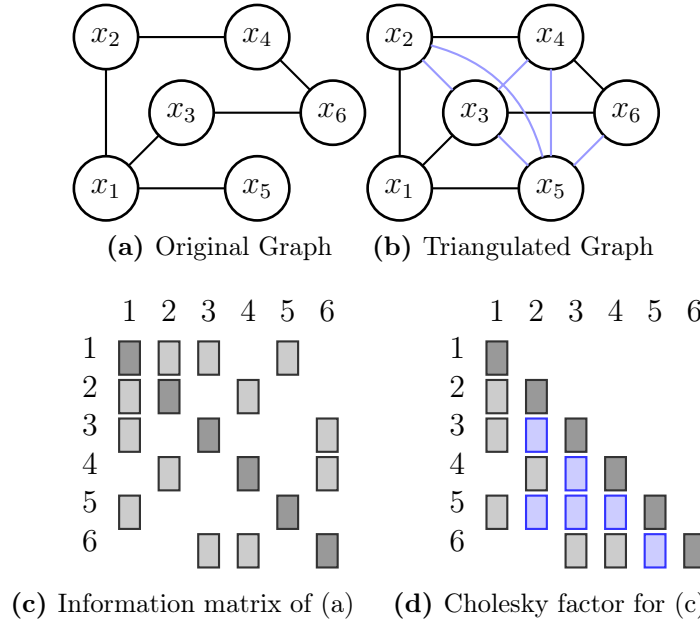 x2 x4 x2 x4
x3 x6 x3 x6
x1 x5 x1 x5
(a) Original Graph (b) Triangulated Graph
1 2 3 4 5 6 1 2 3 4 5 6
1 1
2 2
3 3
4 4
5 5
6 6
(c) Information matrix of (a) (d) Cholesky factor for (c)